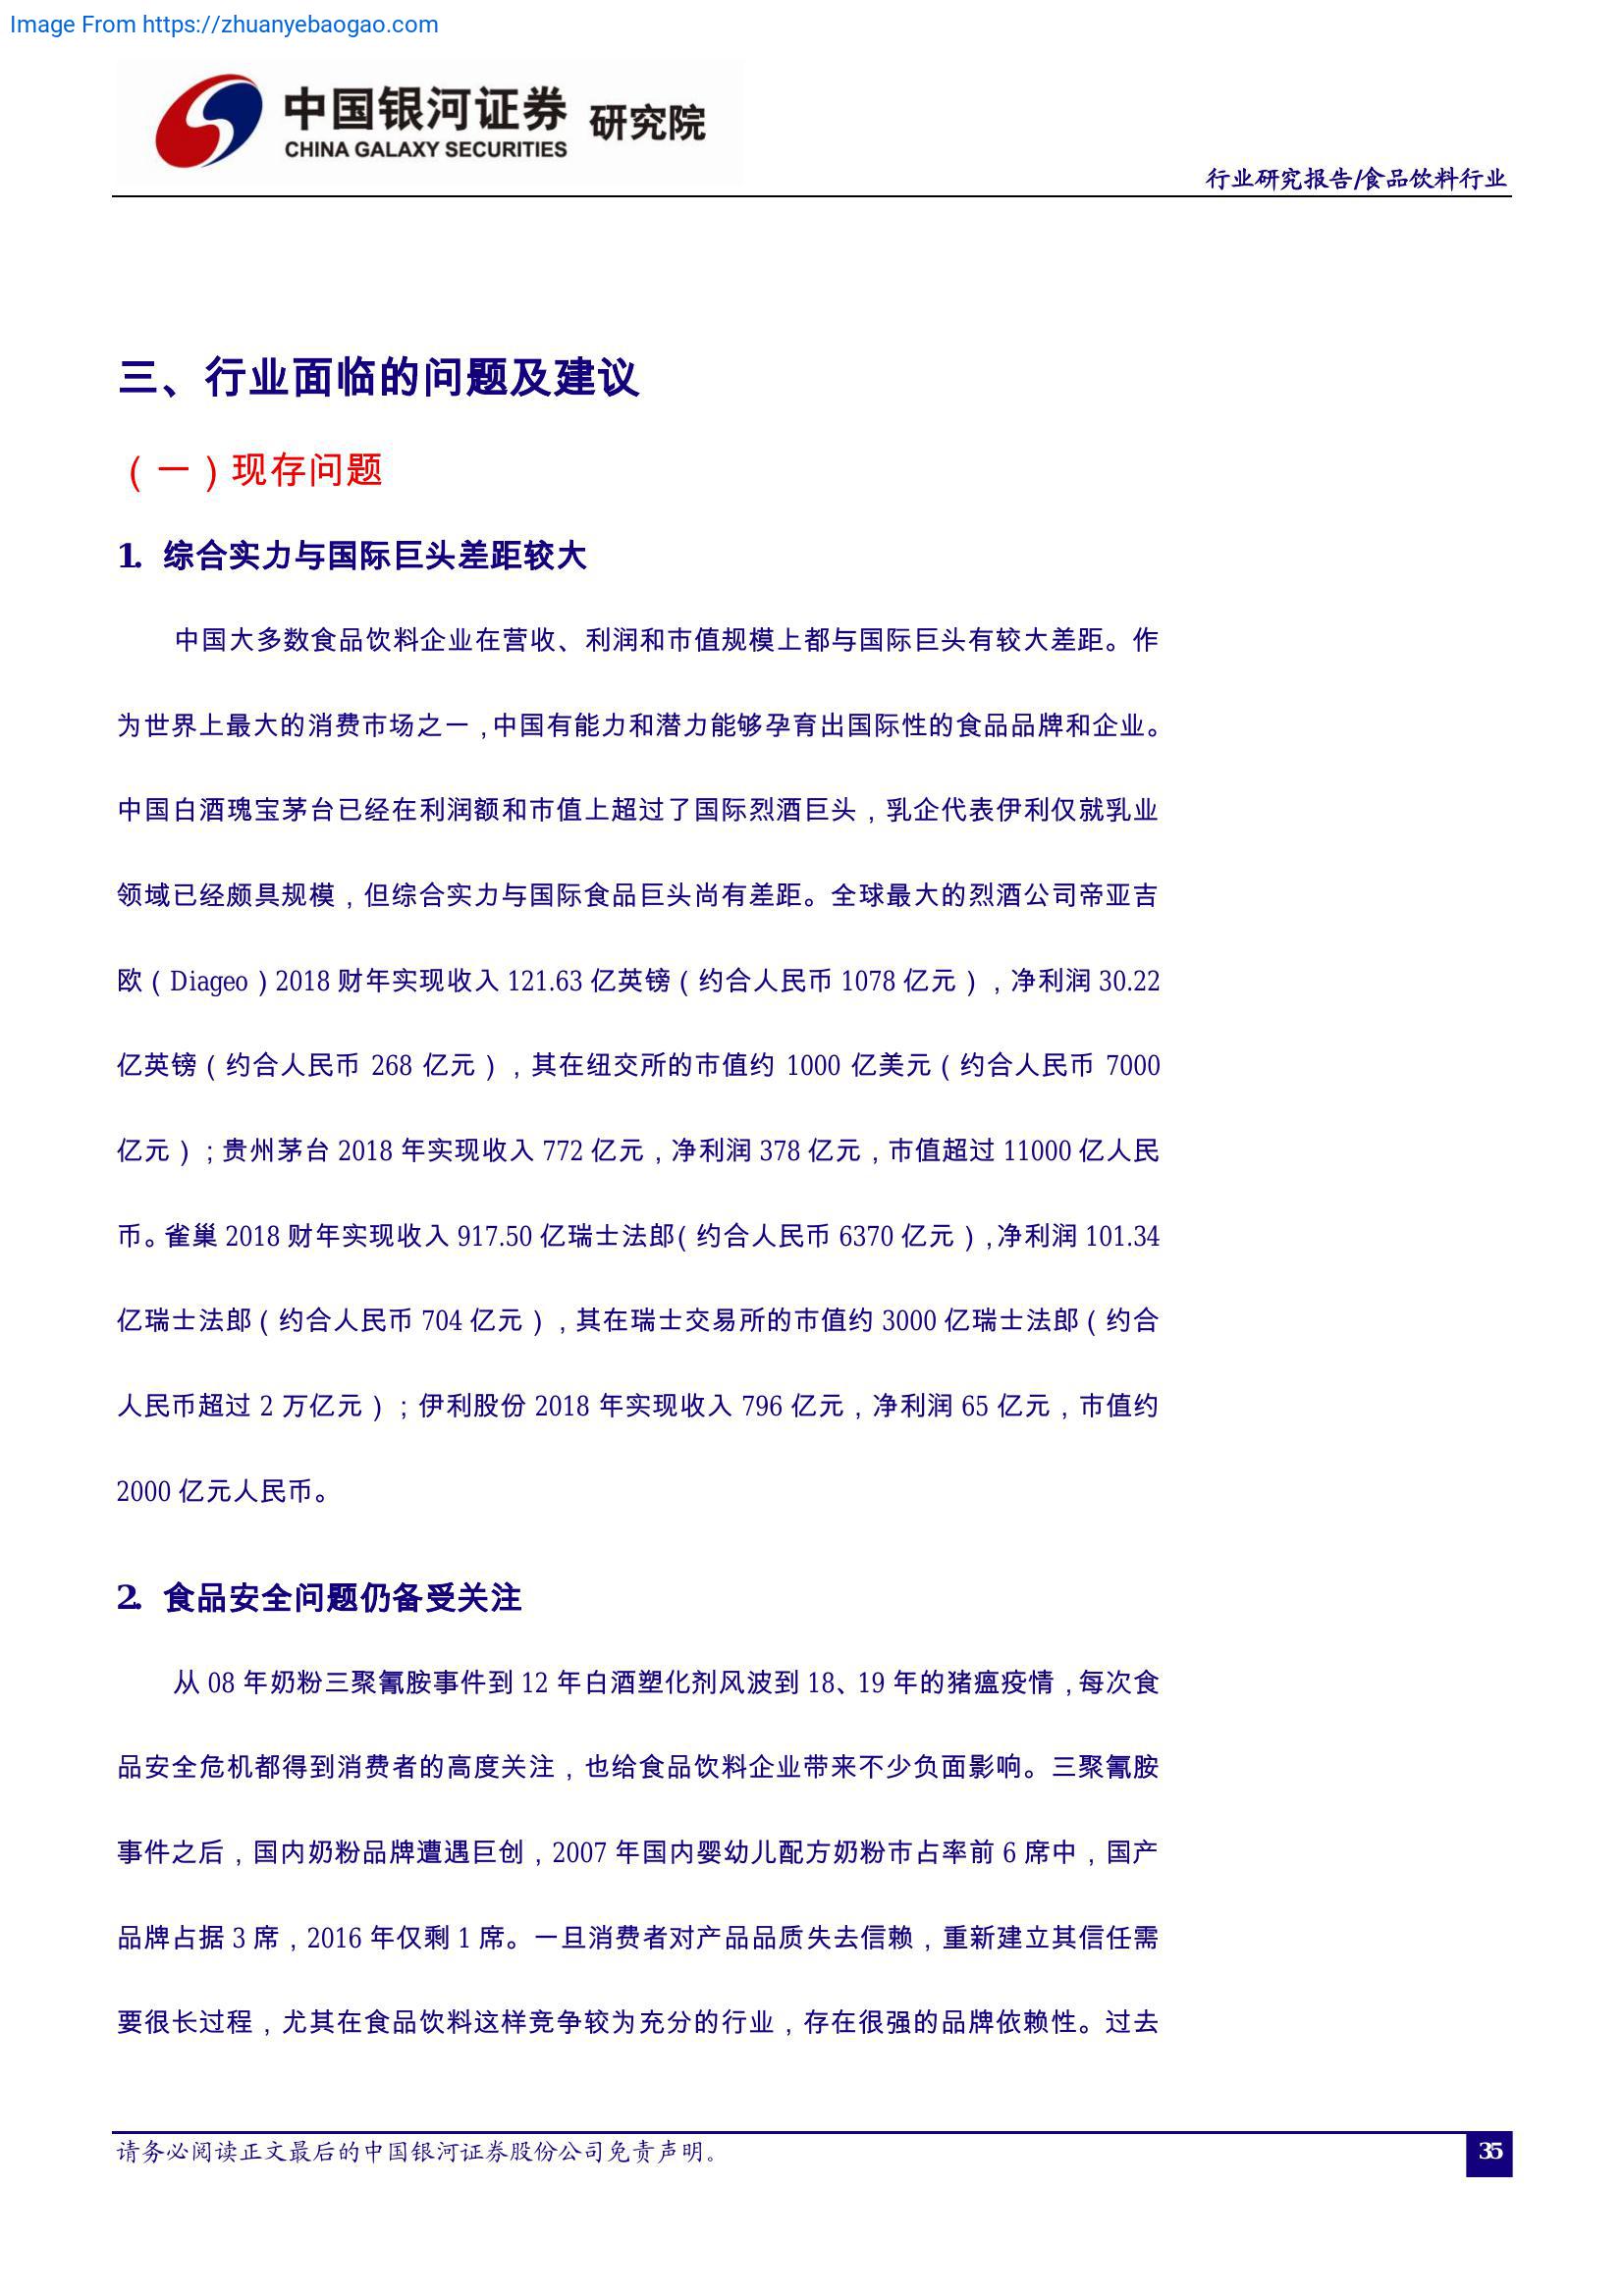 Image From https://zhuanyebaogao.com
中国银河证券 研究院
CHINA GALAXY SECURITIES
行业研究报告/食品饮料行业
三、行业面临的问题及建议
（一）现存问题
1. 综合实力与国际巨头差距较大
中国大多数食品饮料企业在营收、利润和市值规模上都与国际巨头有较大差距。作
为世界上最大的消费市场之一，中国有能力和潜力能够孕育出国际性的食品品牌和企业。
中国白酒瑰宝茅台已经在利润额和市值上超过了国际烈酒巨头，乳企代表伊利仅就乳业
领域已经颇具规模，但综合实力与国际食品巨头尚有差距。全球最大的烈酒公司帝亚吉
欧（Diageo）2018 财年实现收入 121.63 亿英镑（约合人民币 1078 亿元），净利润 30.22
亿英镑（约合人民币 268 亿元），其在纽交所的市值约 1000 亿美元（约合人民币 7000
亿元）；贵州茅台 2018 年实现收入 772 亿元，净利润 378 亿元，市值超过 11000 亿人民
币。雀巢 2018 财年实现收入 917.50 亿瑞士法郎（约合人民币 6370 亿元），净利润 101.34
亿瑞士法郎（约合人民币 704 亿元），其在瑞士交易所的市值约 3000 亿瑞士法郎（约合
人民币超过 2 万亿元）；伊利股份 2018 年实现收入 796 亿元，净利润 65 亿元，市值约
2000 亿元人民币。
2. 食品安全问题仍备受关注
从 08 年奶粉三聚氰胺事件到 12 年白酒塑化剂风波到 18、19 年的猪瘟疫情，每次食
品安全危机都得到消费者的高度关注，也给食品饮料企业带来不少负面影响。三聚氰胺
事件之后，国内奶粉品牌遭遇巨创，2007 年国内婴幼儿配方奶粉市占率前 6 席中，国产
品牌占据 3 席，2016 年仅剩 1 席。一旦消费者对产品品质失去信赖，重新建立其信任需
要很长过程，尤其在食品饮料这样竞争较为充分的行业，存在很强的品牌依赖性。过去
请务必阅读正文最后的中国银河证券股份公司免责声明。
35